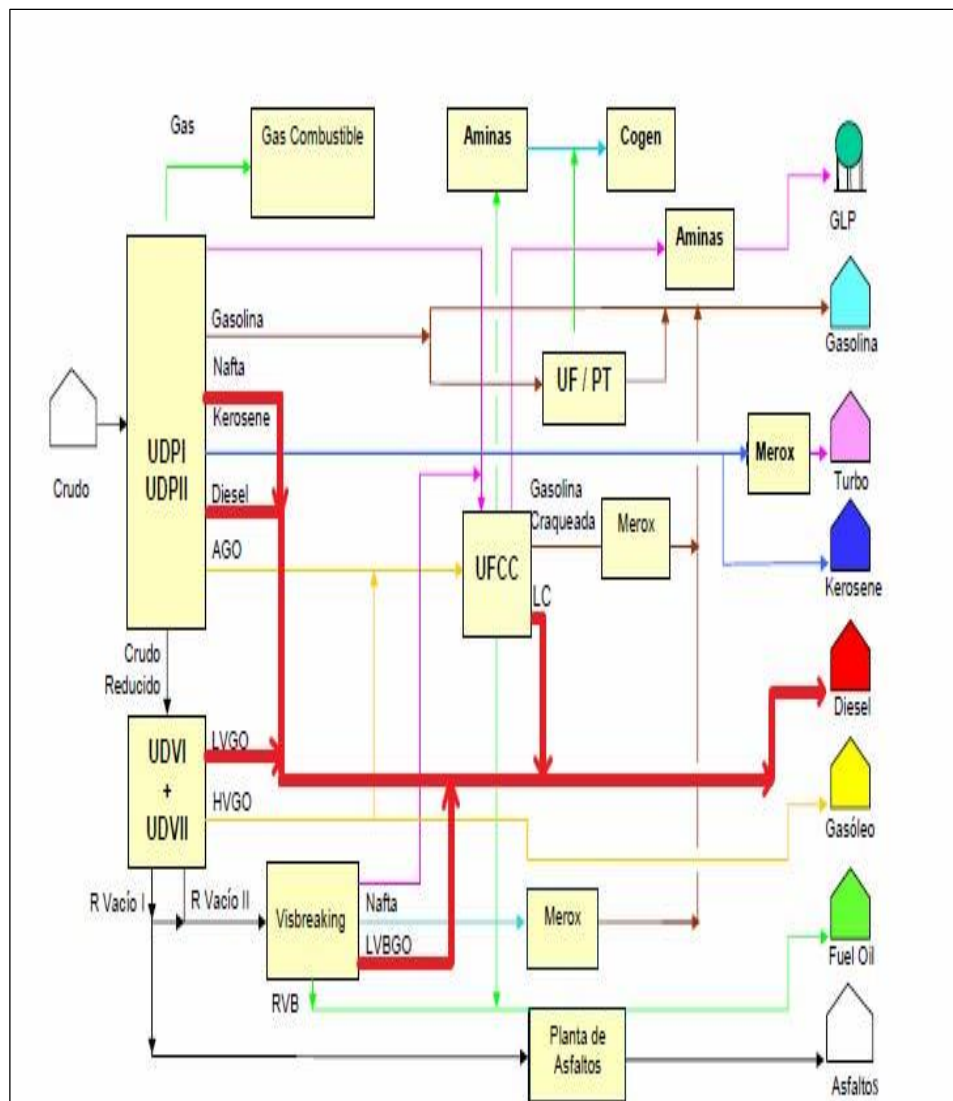 Gas
Gas Combustible
Aminas
Cogen
GLP
Aminas
Gasolina
Gasolina
Nafta
UF / PT
Kerosene
Crudo
UDPI
UDPII
Merox
Turbo
Diesel
Gasolina
Craqueada
Merox
AGO
UFCC
LC
Kerosene
Crudo
Reducido
Diesel
LVGO
UDVI
+
UDVII
HVGO
Gasóleo
R Vacío I
R Vacío II
Visbreaking
Nafta
LVBGO
Merox
Fuel Oil
RVB
Planta de
Asfaltos
Asfaltos